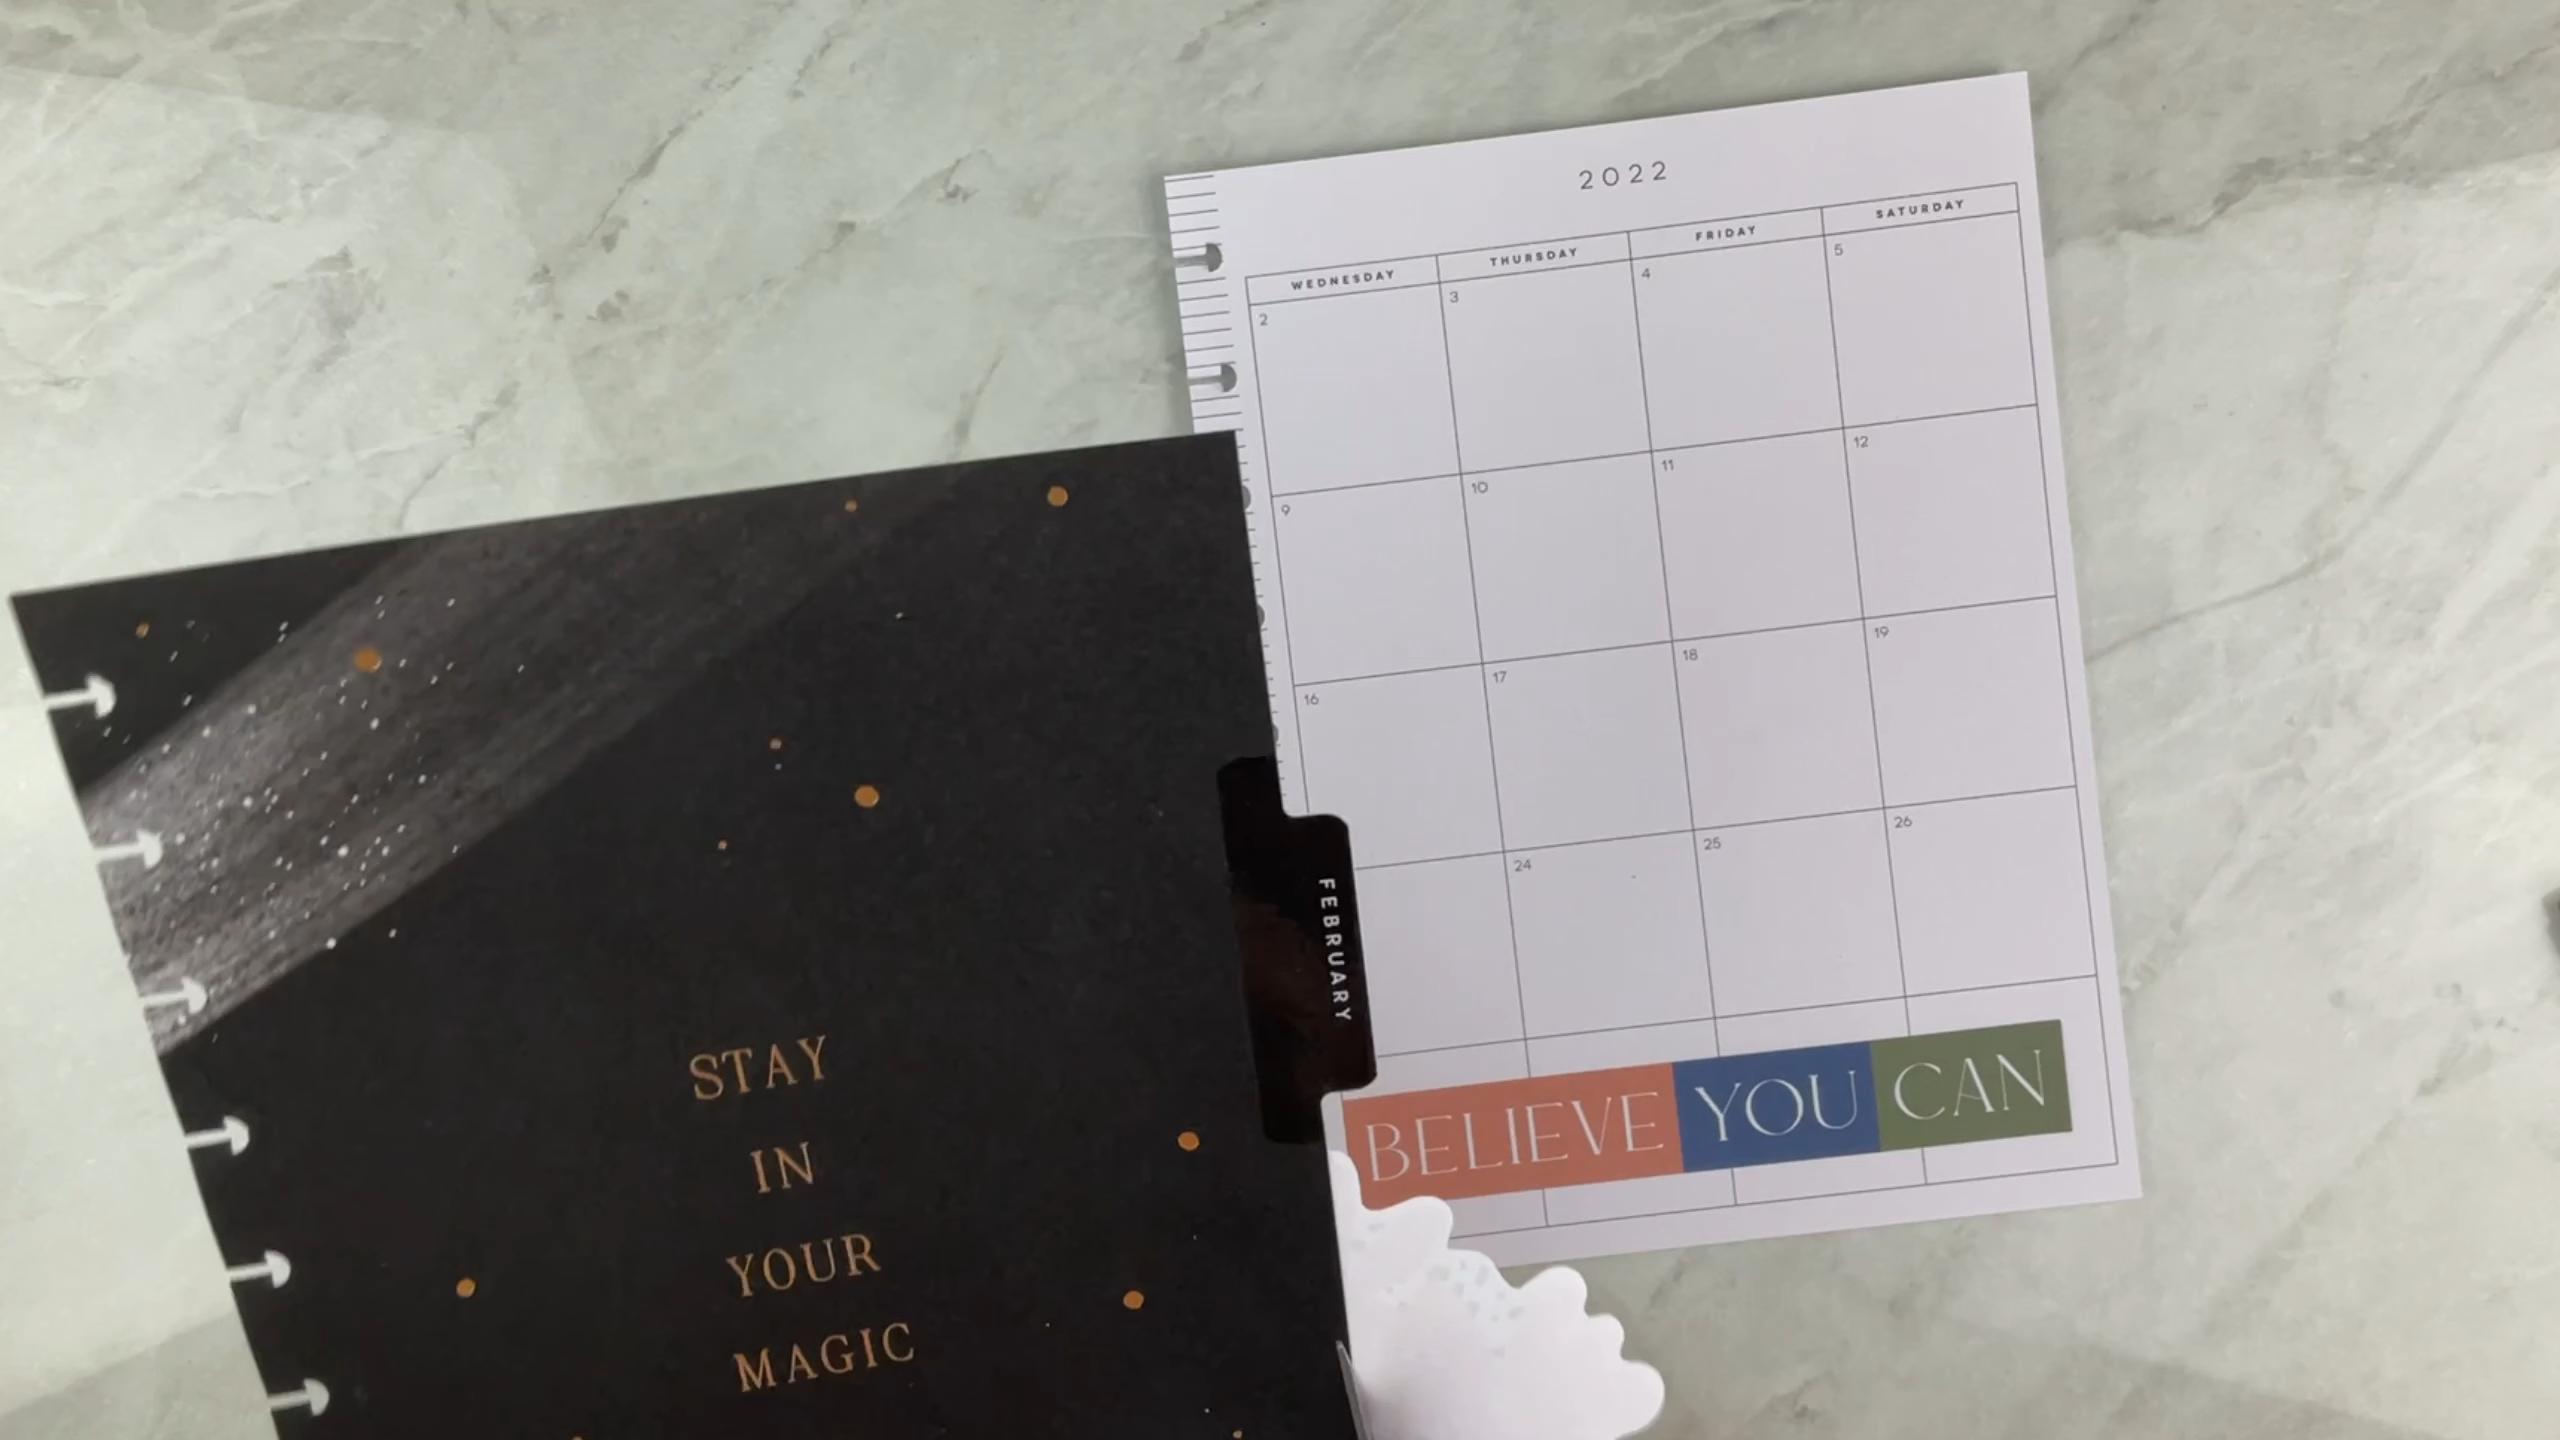 2022
WEDNESDAY THURSDAY FRIDAY SATURDAY
2 3 4 5
9 10 11 12
16 17 18 19
24 25 26
BELIEVE YOU CAN
FEBRUARY
STAY
IN
YOUR
MAGIC